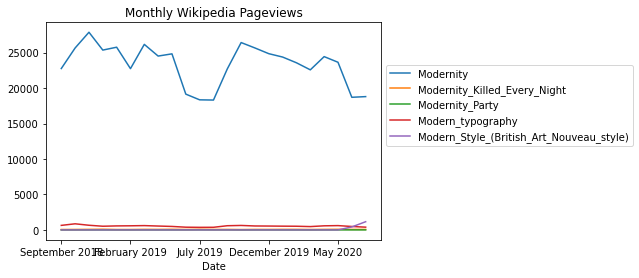 Monthly Wikipedia Pageviews
25000
20000
15000
10000
5000
0
September 2018 February 2019 July 2019 December 2019 May 2020
Date
Modernity
Modernity_Killed_Every_Night
Modernity_Party
Modern_typography
Modern_Style_(British_Art_Nouveau_style)